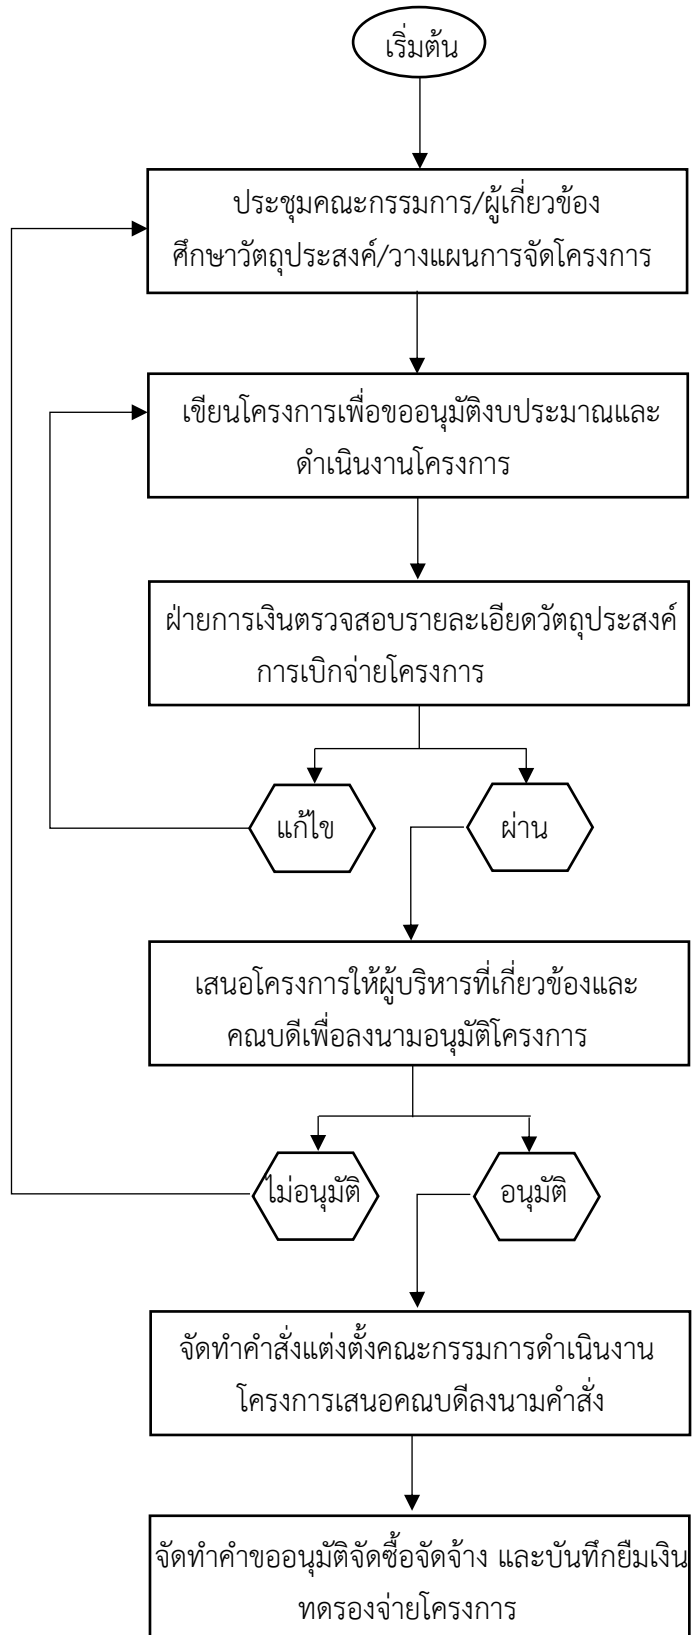 เริ่มต้น
ประชุมคณะกรรมการ/ผู้เกี่ยวข้อง
ศึกษาวัตถุประสงค์/วางแผนการจัดโครงการ
เขียนโครงการเพื่อขออนุมัติงบประมาณและ
ดำเนินงานโครงการ
ฝ่ายการเงินตรวจสอบรายละเอียดวัตถุประสงค์
การเบิกจ่ายโครงการ
แก้ไข
ผ่าน
เสนอโครงการให้ผู้บริหารที่เกี่ยวข้องและ
คณบดีเพื่อลงนามอนุมัติโครงการ
ไม่อนุมัติ
อนุมัติ
จัดทำคำสั่งแต่งตั้งคณะกรรมการดำเนินงาน
โครงการเสนอคณบดีลงนามคำสั่ง
จัดทำคำขออนุมัติจัดซื้อจัดจ้าง และบันทึกยืมเงิน
ทดรองจ่ายโครงการ